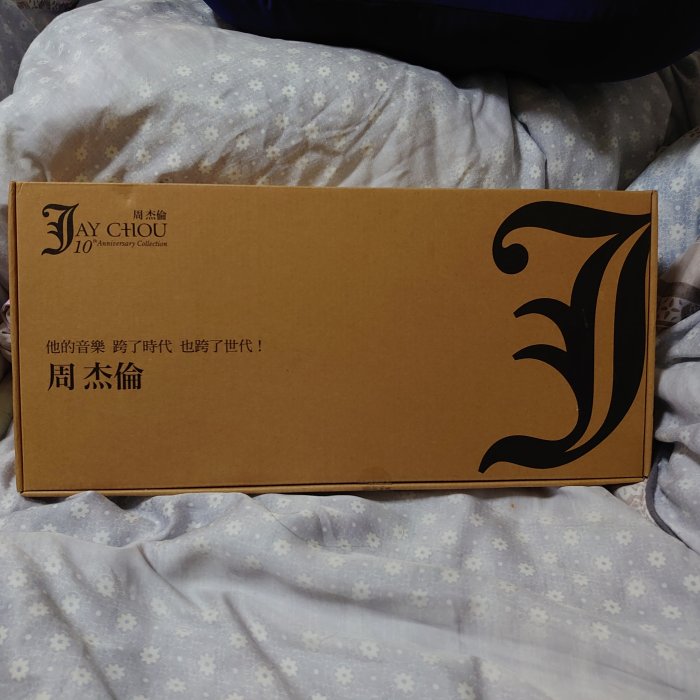 周 杰倫
JAY CHOU
10th Anniversary Collection
他的音樂 跨了時代 也跨了世代！
周 杰倫
J